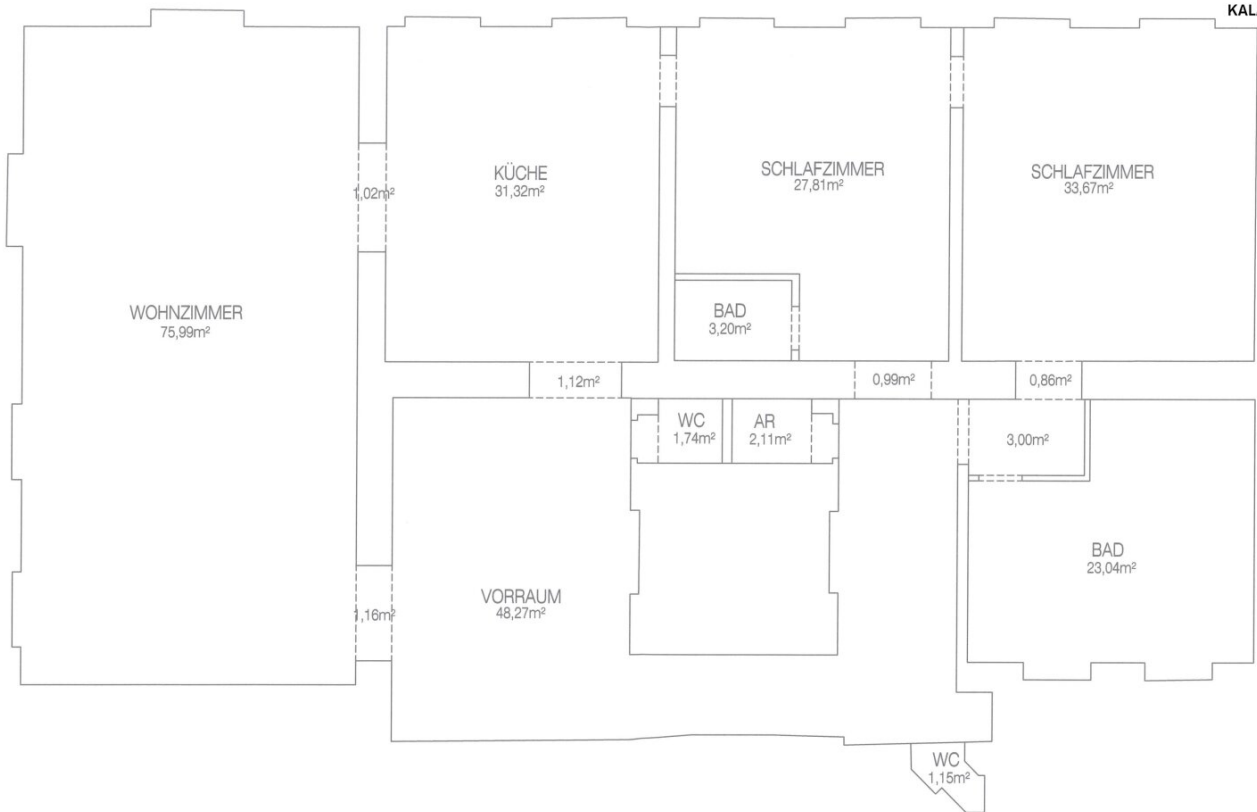 KAL
KÜCHE
31,32m²
SCHLAFZIMMER
27,81m²
SCHLAFZIMMER
33,67m²
1,02m²
WOHNZIMMER
75,99m²
BAD
3,20m²
1,12m²
0,99m²
0,86m²
WC
1,74m²
AR
2,11m²
3,00m²
BAD
23,04m²
VORRAUM
48,27m²
1,16m²
WC
1,15m²